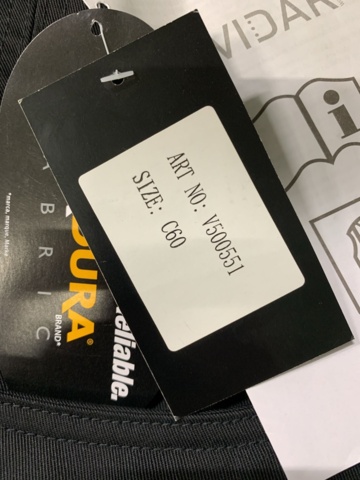 VIDAR
ART NO: V500551
SIZE: C60
DURA
BRAND®
BRIC
reliable.